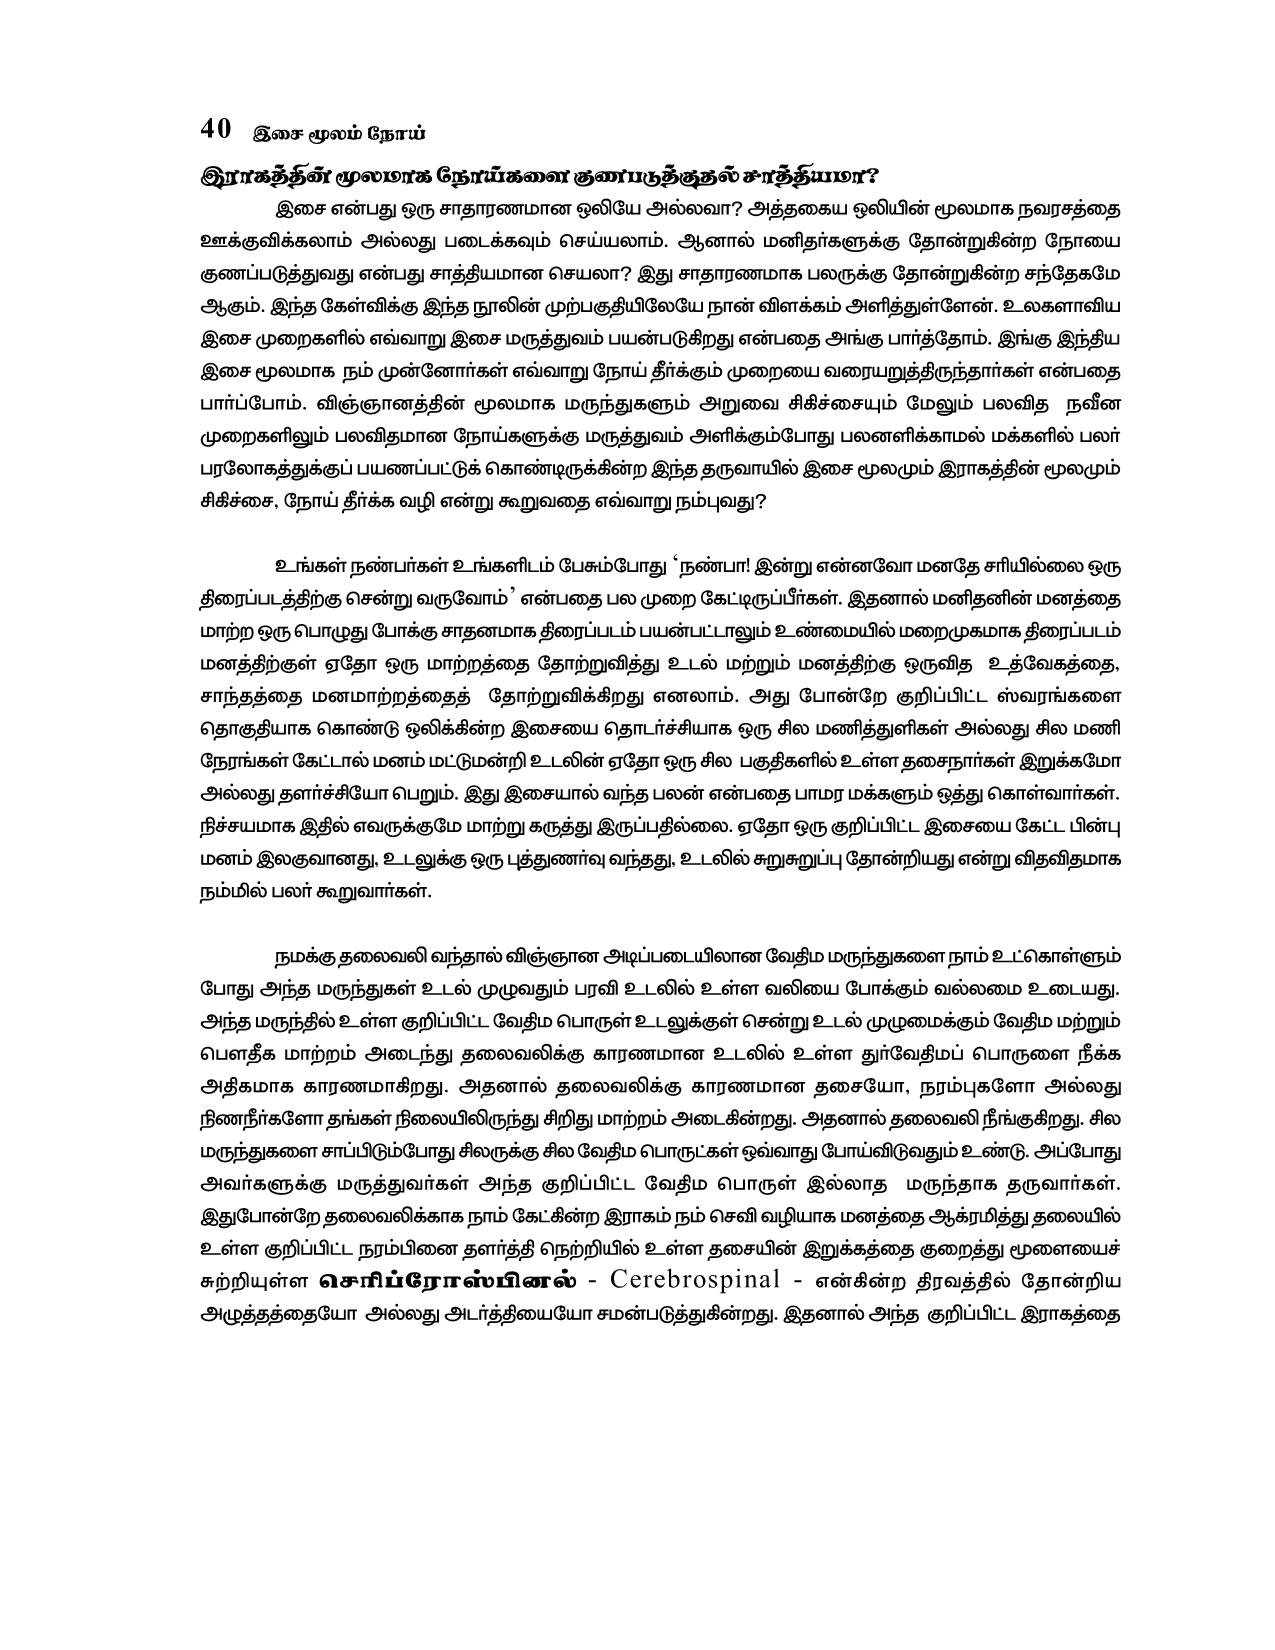 40 இசை மூலம் நோய்
இராகத்தின் மூலமாக நோய்களை குணபடுத்குதல் சாத்தியமா?
இசை என்பது ஒரு சாதாரணமான ஒலியே அல்லவா? அத்தகைய ஒலியின் மூலமாக நவரசத்தை
ஊக்குவிக்கலாம் அல்லது படைக்கவும் செய்யலாம். ஆனால் மனிதர்களுக்கு தோன்றுகின்ற நோயை
குணப்படுத்துவது என்பது சாத்தியமான செயலா? இது சாதாரணமாக பலருக்கு தோன்றுகின்ற சந்தேகமே
ஆகும். இந்த கேள்விக்கு இந்த நூலின் முற்பகுதியிலேயே நான் விளக்கம் அளித்துள்ளேன். உலகளாவிய
இசை முறைகளில் எவ்வாறு இசை மருத்துவம் பயன்படுகிறது என்பதை அங்கு பார்த்தோம். இங்கு இந்திய
இசை மூலமாக நம் முன்னோர்கள் எவ்வாறு நோய் தீர்க்கும் முறையை வரையறுத்திருந்தார்கள் என்பதை
பார்ப்போம். விஞ்ஞானத்தின் மூலமாக மருந்துகளும் அறுவை சிகிச்சையும் மேலும் பலவித நவீன
முறைகளிலும் பலவிதமான நோய்களுக்கு மருத்துவம் அளிக்கும்போது பலனளிக்காமல் மக்களில் பலர்
பரலோகத்துக்குப் பயணப்பட்டுக் கொண்டிருக்கின்ற இந்த தருவாயில் இசை மூலமும் இராகத்தின் மூலமும்
சிகிச்சை, நோய் தீர்க்க வழி என்று கூறுவதை எவ்வாறு நம்புவது?
உங்கள் நண்பர்கள் உங்களிடம் பேசும்போது ‘நண்பா! இன்று என்னவோ மனதே சரியில்லை ஒரு
திரைப்படத்திற்கு சென்று வருவோம்’ என்பதை பல முறை கேட்டிருப்பீர்கள். இதனால் மனிதனின் மனத்தை
மாற்ற ஒரு பொழுது போக்கு சாதனமாக திரைப்படம் பயன்பட்டாலும் உண்மையில் மறைமுகமாக திரைப்படம்
மனத்திற்குள் ஏதோ ஒரு மாற்றத்தை தோற்றுவித்து உடல் மற்றும் மனத்திற்கு ஒருவித உத்வேகத்தை,
சாந்தத்தை மனமாற்றத்தைத் தோற்றுவிக்கிறது எனலாம். அது போன்றே குறிப்பிட்ட ஸ்வரங்களை
தொகுதியாக கொண்டு ஒலிக்கின்ற இசையை தொடர்ச்சியாக ஒரு சில மணித்துளிகள் அல்லது சில மணி
நேரங்கள் கேட்டால் மனம் மட்டுமன்றி உடலின் ஏதோ ஒரு சில பகுதிகளில் உள்ள தசைநார்கள் இறுக்கமோ
அல்லது தளர்ச்சியோ பெறும். இது இசையால் வந்த பலன் என்பதை பாமர மக்களும் ஒத்து கொள்வார்கள்.
நிச்சயமாக இதில் எவருக்குமே மாற்று கருத்து இருப்பதில்லை. ஏதோ ஒரு குறிப்பிட்ட இசையை கேட்ட பின்பு
மனம் இலகுவானது, உடலுக்கு ஒரு புத்துணர்வு வந்தது, உடலில் சுறுசுறுப்பு தோன்றியது என்று விதவிதமாக
நம்மில் பலர் கூறுவார்கள்.
நமக்கு தலைவலி வந்தால் விஞ்ஞான அடிப்படையிலான வேதிம மருந்துகளை நாம் உட்கொள்ளும்
போது அந்த மருந்துகள் உடல் முழுவதும் பரவி உடலில் உள்ள வலியை போக்கும் வல்லமை உடையது.
அந்த மருந்தில் உள்ள குறிப்பிட்ட வேதிம பொருள் உடலுக்குள் சென்று உடல் முழுமைக்கும் வேதிம மற்றும்
பௌதீக மாற்றம் அடைந்து தலைவலிக்கு காரணமான உடலில் உள்ள துர்வேதிமப் பொருளை நீக்க
அதிகமாக காரணமாகிறது. அதனால் தலைவலிக்கு காரணமான தசையோ, நரம்புகளோ அல்லது
நிணநீர்களோ தங்கள் நிலையிலிருந்து சிறிது மாற்றம் அடைகின்றது. அதனால் தலைவலி நீங்குகிறது. சில
மருந்துகளை சாப்பிடும்போது சிலருக்கு சில வேதிம பொருட்கள் ஒவ்வாது போய்விடுவதும் உண்டு. அப்போது
அவர்களுக்கு மருத்துவர்கள் அந்த குறிப்பிட்ட வேதிம பொருள் இல்லாத மருந்தாக தருவார்கள்.
இதுபோன்றே தலைவலிக்காக நாம் கேட்கின்ற இராகம் நம் செவி வழியாக மனத்தை ஆக்ரமித்து தலையில்
உள்ள குறிப்பிட்ட நரம்பினை தளர்த்தி நெற்றியில் உள்ள தசையின் இறுக்கத்தை குறைத்து மூளையைச்
சுற்றியுள்ள செரிப்ரோஸ்பினல் - Cerebrospinal - என்கின்ற திரவத்தில் தோன்றிய
அழுத்தத்தையோ அல்லது அடர்த்தியையோ சமன்படுத்துகின்றது. இதனால் அந்த குறிப்பிட்ட இராகத்தை